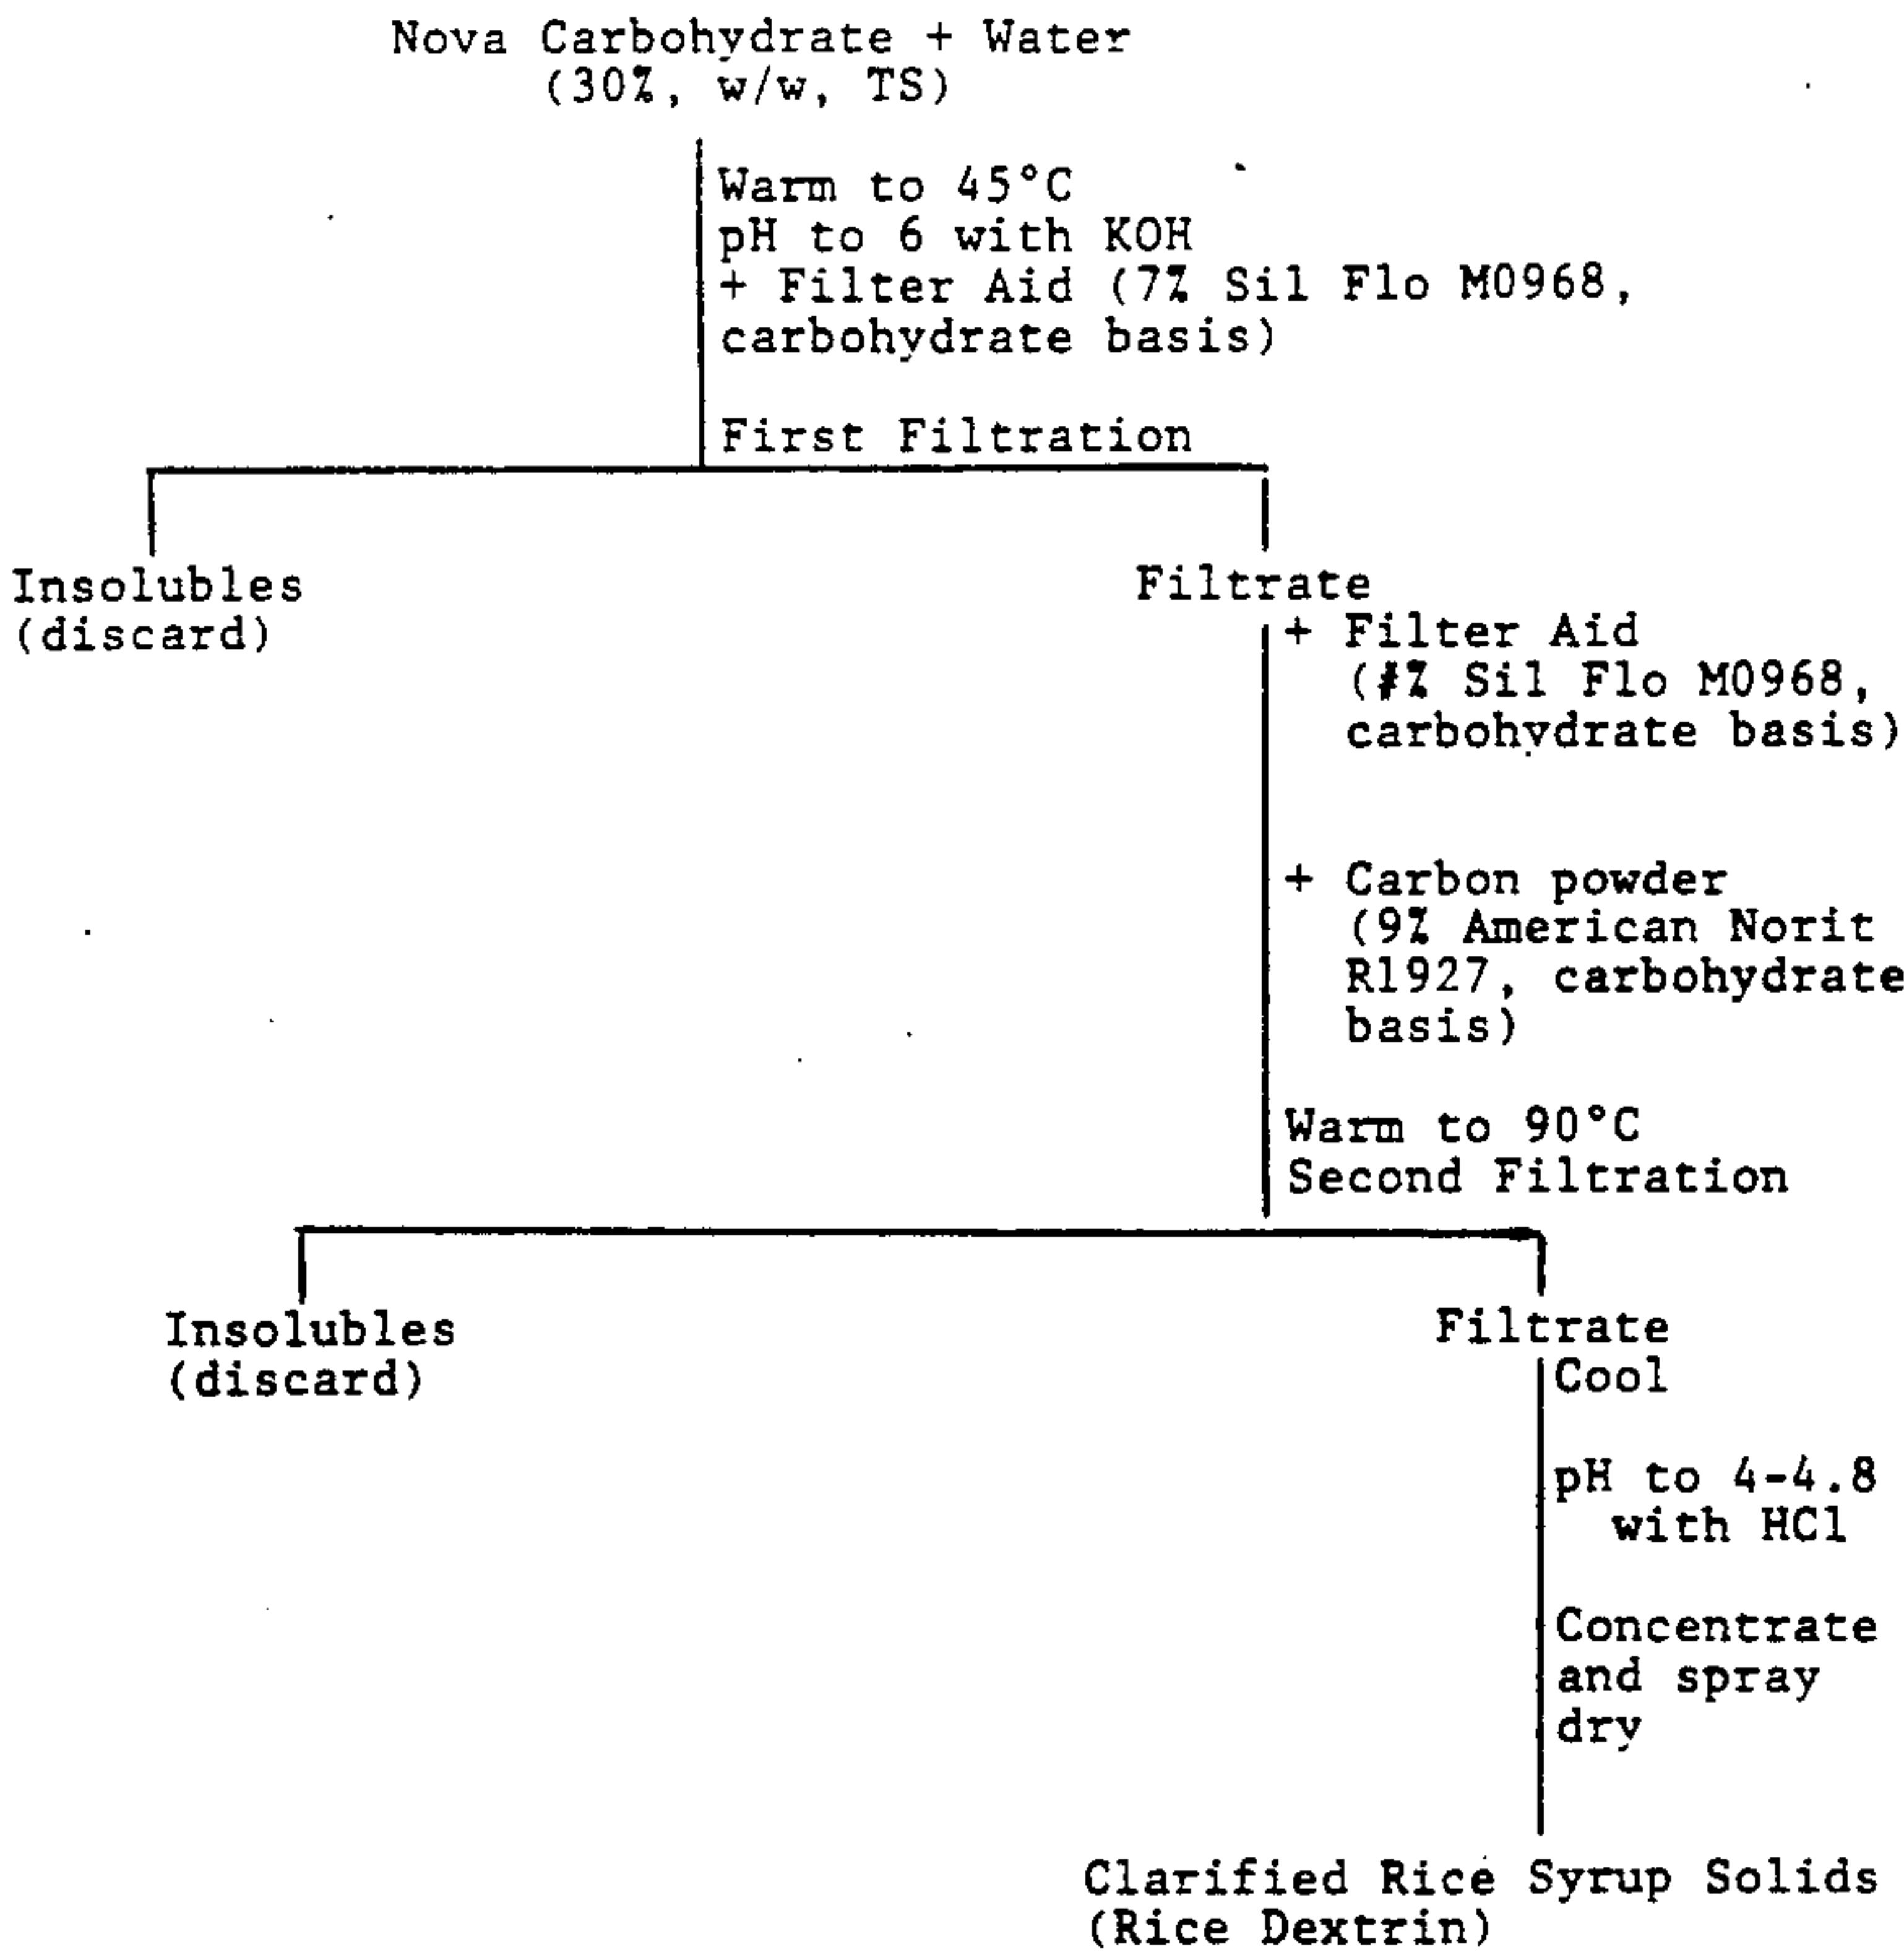 Nova Carbohydrate + Water
(30%, w/w, TS)
Warm to 45°C
pH to 6 with KOH
+ Filter Aid (7% Sil Flo M0968,
carbohydrate basis)
First Filtration
Insolubles
(discard)
Filtrate
+ Filter Aid
(#% Sil Flo M0968,
carbohydrate basis)
+ Carbon powder
(9% American Norit
R1927, carbohydrate
basis)
Warm to 90°C
Second Filtration
Insolubles
(discard)
Filtrate
Cool
pH to 4-4.8
with HCl
Concentrate
and spray
dry
Clarified Rice Syrup Solids
(Rice Dextrin)